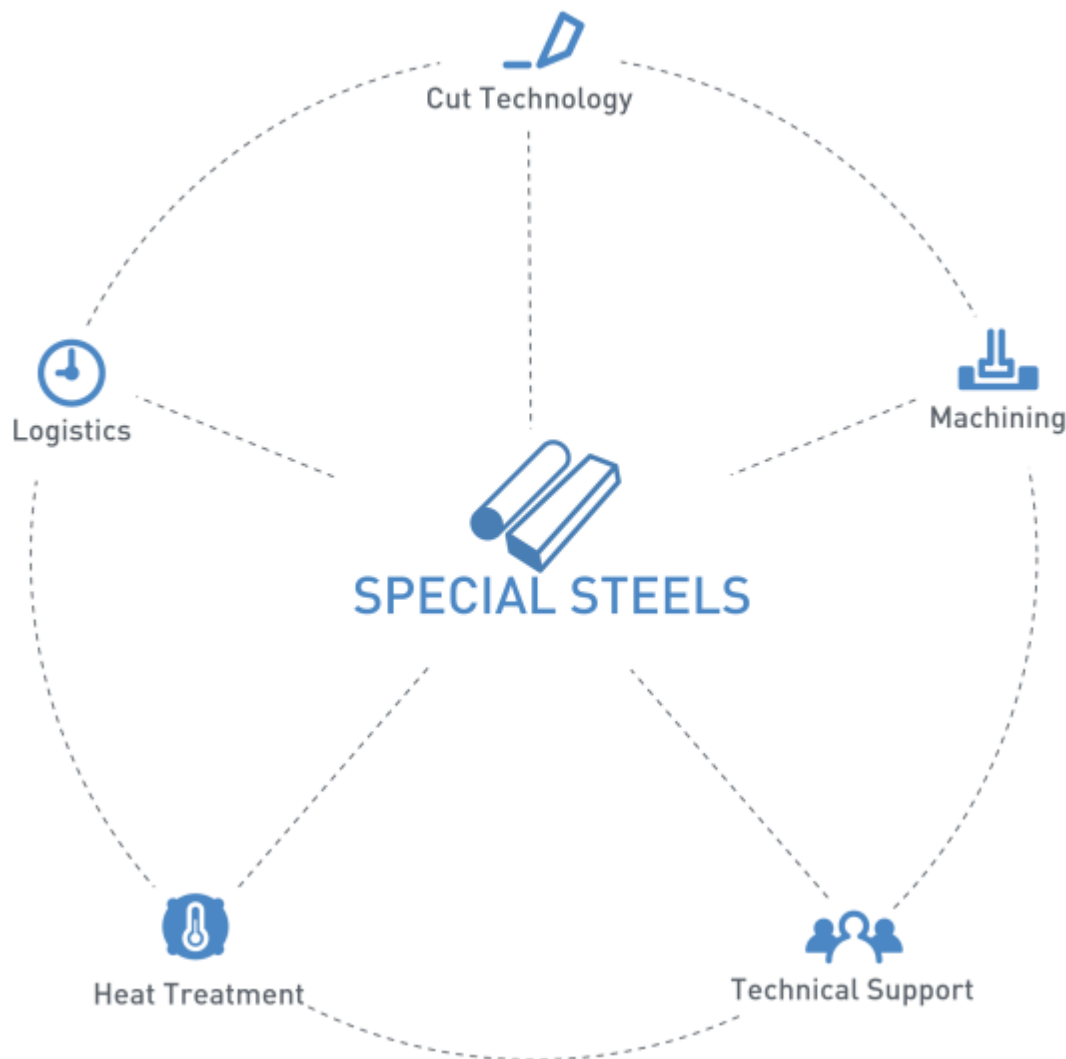 Cut Technology
Logistics
Machining
SPECIAL STEELS
Heat Treatment
Technical Support